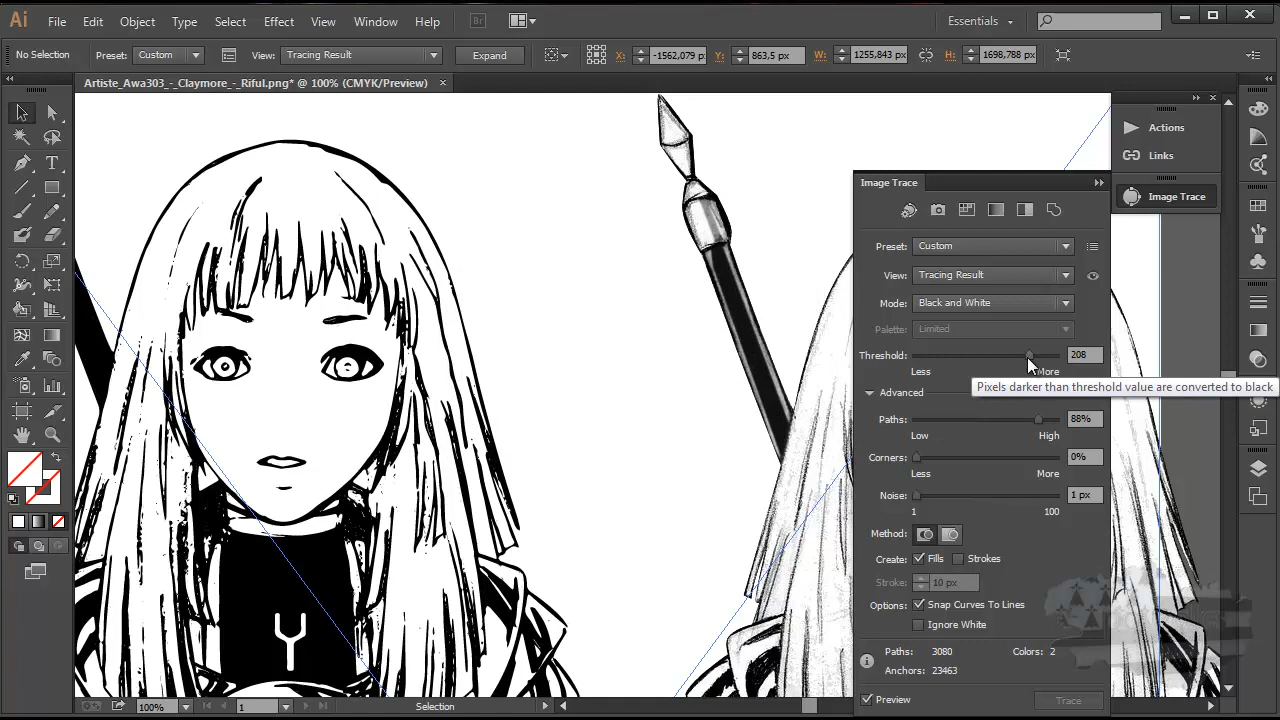 Ai File Edit Object Type Select Effect View Window Help Br Essentials
No Selection Preset: Custom View: Tracing Result Expand X: -1562,079 p Y: 863,5 px W: 1255,843 px H: 1698,788 px
Artiste_Awa303_-_Claymore_-_Riful.png* @ 100% (CMYK/Preview)
Actions
Links
Image Trace
Image Trace
Preset: Custom
View: Tracing Result
Mode: Black and White
Palette: Limited
Threshold: 208
Less More
Pixels darker than threshold value are converted to black
Advanced
Paths: 88%
Low High
Corners: 0%
Less More
Noise: 1 px
1 100
Method:
Create: Fills Strokes
Stroke: 10 px
Options: Snap Curves To Lines
Ignore White
Paths: 3080 Colors: 2
Anchors: 23463
Preview Trace
100% 1 Selection